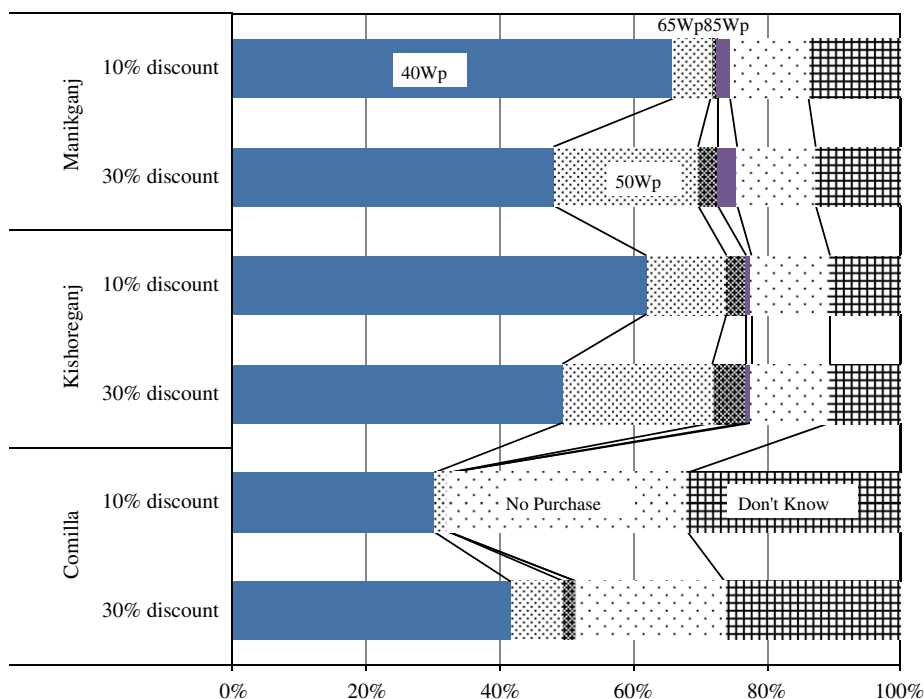 65Wp85Wp
10% discount
40Wp
Manikganj
30% discount
50Wp
10% discount
Kishoreganj
30% discount
10% discount
No Purchase
Don't Know
Comilla
30% discount
0%
20%
40%
60%
80%
100%